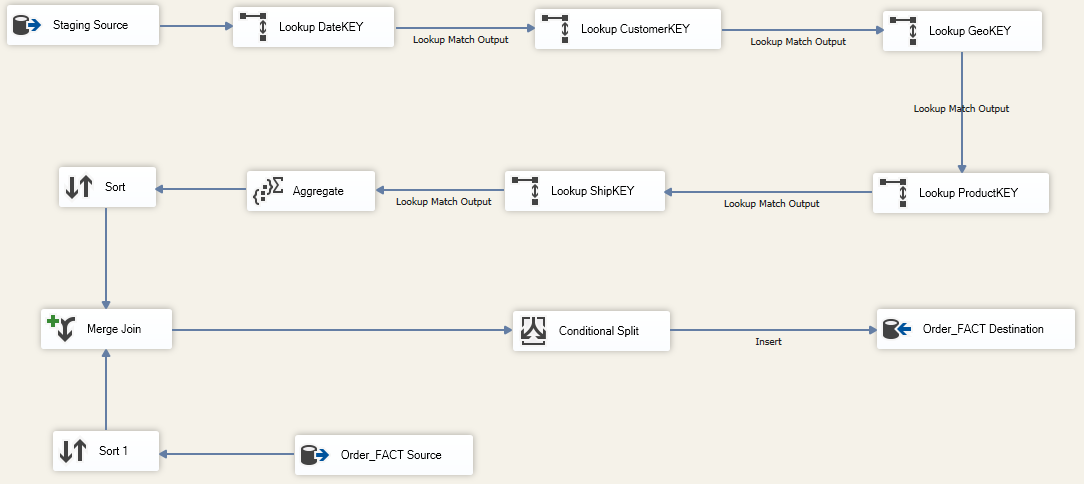 Staging Source
Lookup DateKEY
Lookup Match Output
Lookup CustomerKEY
Lookup Match Output
Lookup GeoKEY
Lookup Match Output
Sort
Aggregate
Lookup Match Output
Lookup ShipKEY
Lookup Match Output
Lookup ProductKEY
Merge Join
Conditional Split
Insert
Order_FACT Destination
Sort 1
Order_FACT Source